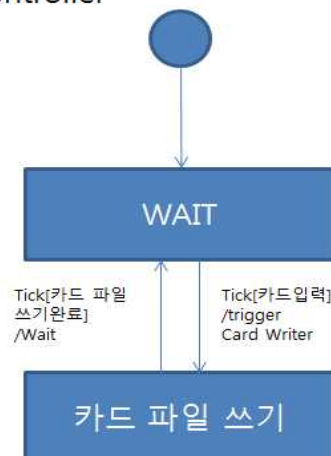 WAIT
Tick[카드 파일
쓰기완료]
/Wait
Tick[카드입력]
/trigger
Card Writer
카드 파일 쓰기